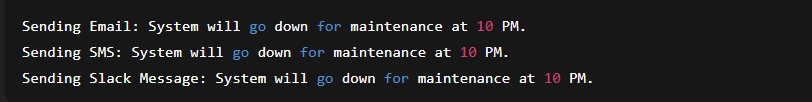 Sending Email: System will go down for maintenance at 10 PM.
Sending SMS: System will go down for maintenance at 10 PM.
Sending Slack Message: System will go down for maintenance at 10 PM.